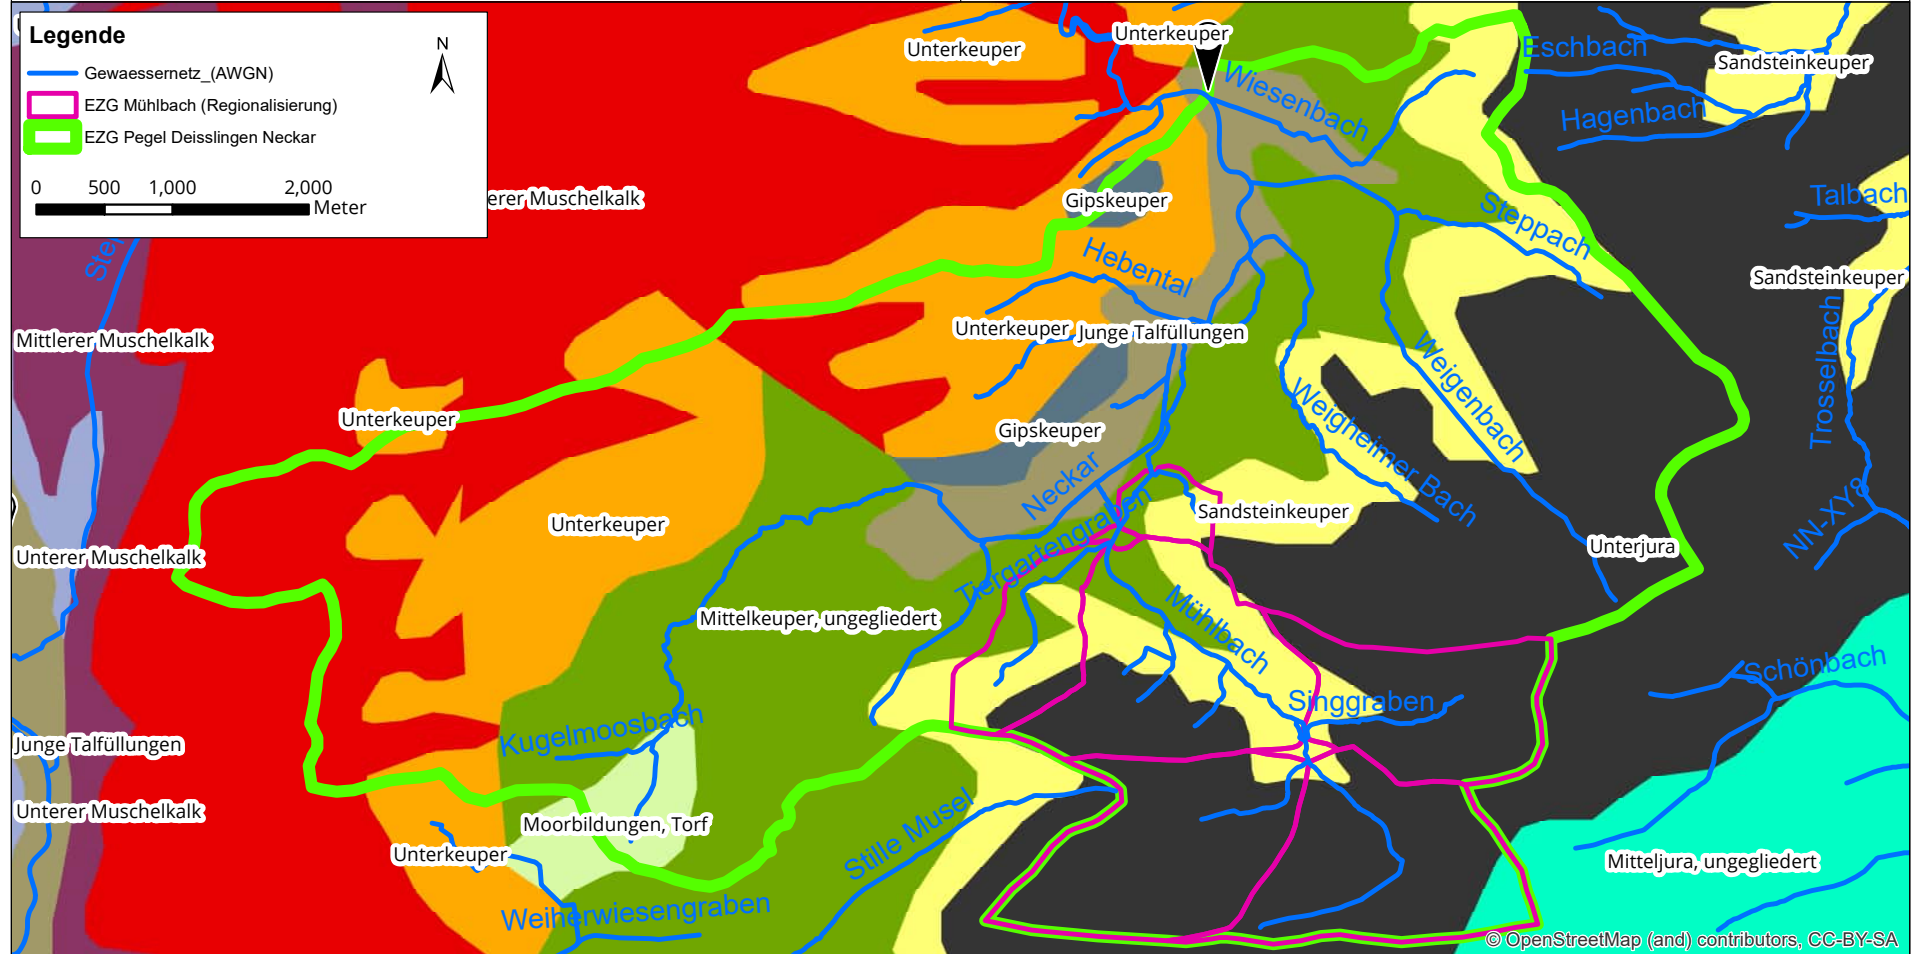 Legende
Gewaessernetz_(AWGN)
EZG Mühlbach (Regionalisierung)
EZG Pegel Deisslingen Neckar
0 500 1,000 2,000
Meter
N
Unterkeuper
Unterkeuper
Wiesenbach
Eschbach
Sandsteinkeuper
Hagenbach
erer Muschelkalk
Gipskeuper
Talbach
Steppach
Hebental
Sandsteinkeuper
Mittlerer Muschelkalk
Unterkeuper
Junge Talfüllungen
Trosselbach
Weigenbach
Unterkeuper
Gipskeuper
Weigheimer Bach
Neckar
Sandsteinkeuper
Unterkeuper
NN-XY8
Unterer Muschelkalk
Unterjura
Tiergartengraben
Mittelkeuper, ungegliedert
Mühlbach
Schönbach
Singgraben
Kugelmoosbach
Junge Talfüllungen
Unterer Muschelkalk
Moorbildungen, Torf
Stille Musel
Unterkeuper
Mitteljura, ungegliedert
Weiherwiesengraben
© OpenStreetMap (and) contributors, CC-BY-SA